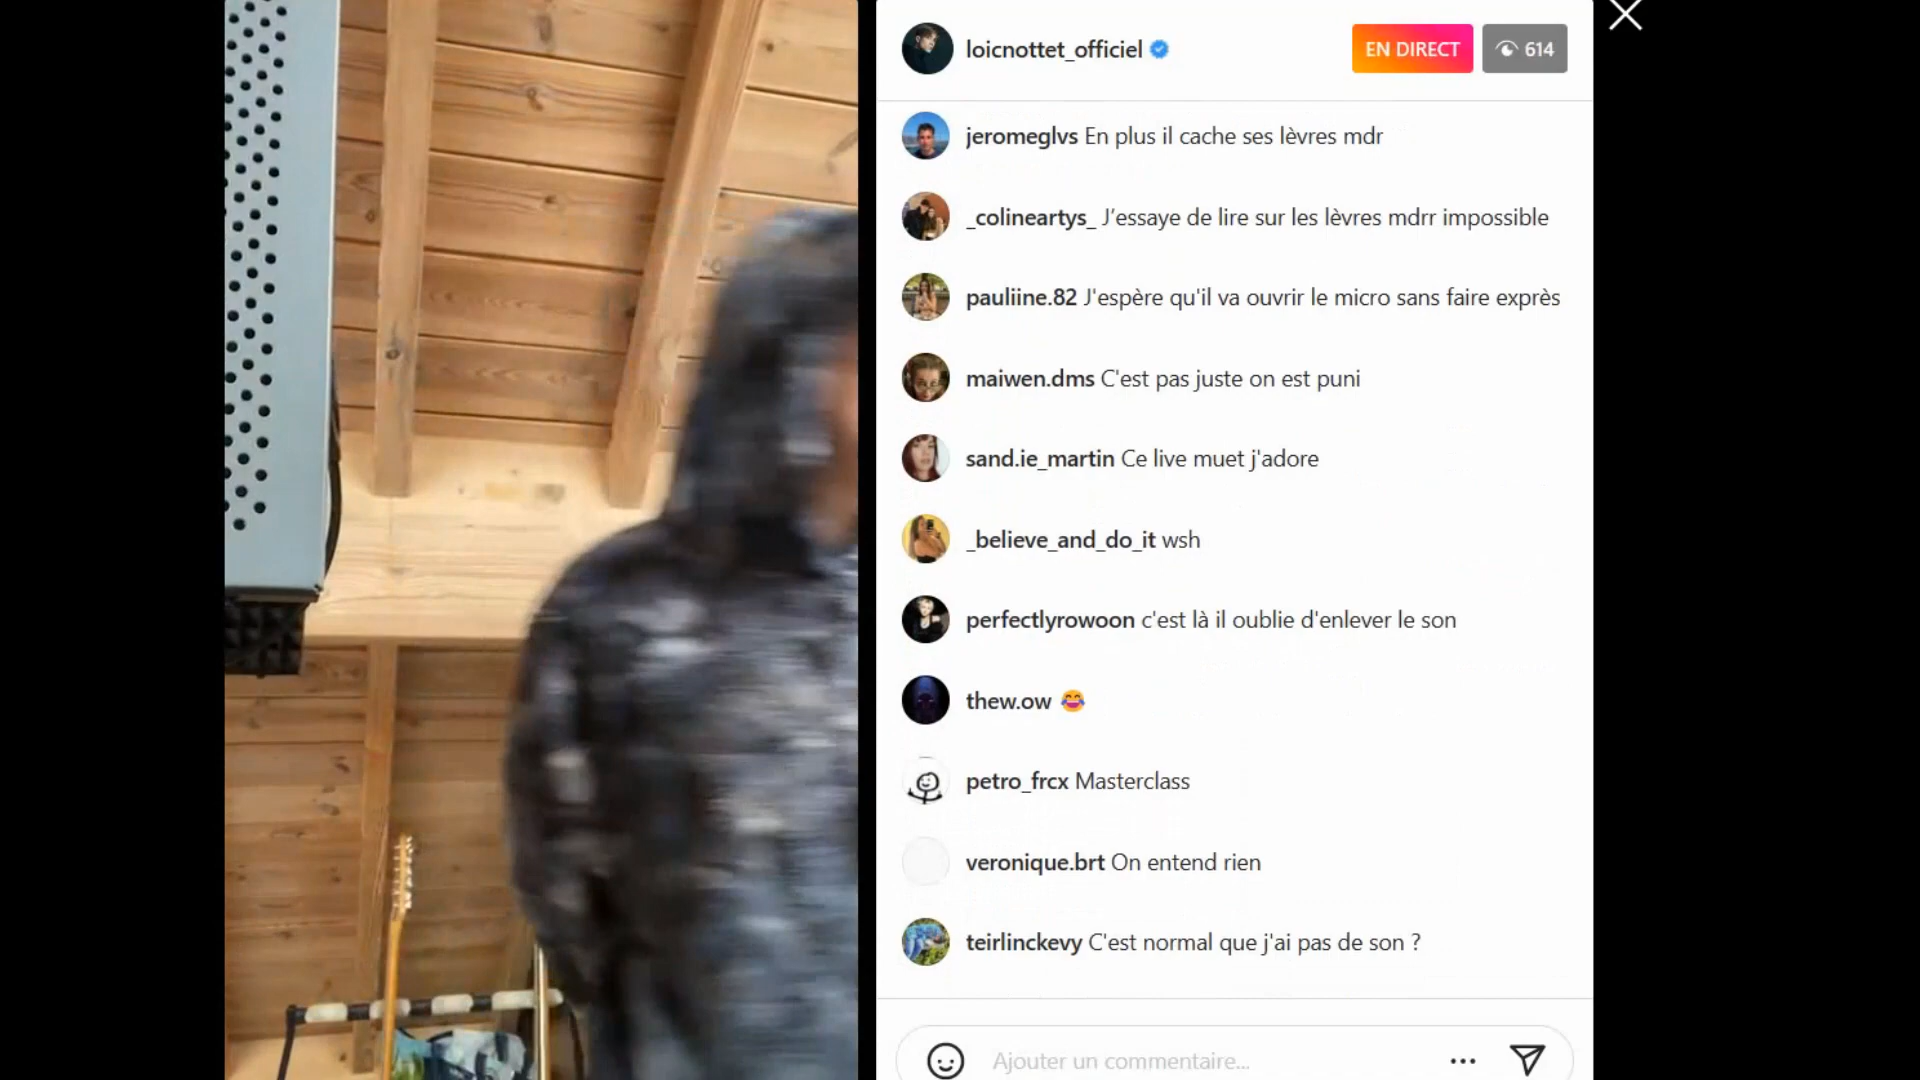 loicnottet_officiel
EN DIRECT
614
jeromeglvs En plus il cache ses lèvres mdr
_colineartys_ J'essaye de lire sur les lèvres mdrr impossible
pauliine.82 J'espère qu'il va ouvrir le micro sans faire exprès
maiwen.dms C'est pas juste on est puni
sand.ie_martin Ce live muet j'adore
_believe_and_do_it wsh
perfectlyrowoon c'est là il oublie d'enlever le son
thew.ow 😂
petro_frcx Masterclass
veronique.brt On entend rien
teirlinckevy C'est normal que j'ai pas de son ?
Ajouter un commentaire...